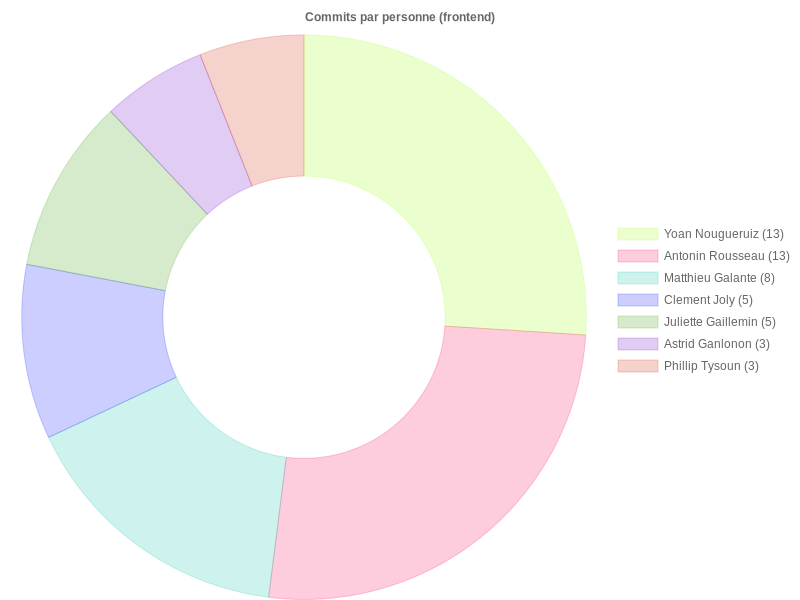 Commits par personne (frontend)
Yoan Nougueruiz (13)
Antonin Rousseau (13)
Matthieu Galante (8)
Clement Joly (5)
Juliette Gaillemin (5)
Astrid Ganlonon (3)
Phillip Tysoun (3)